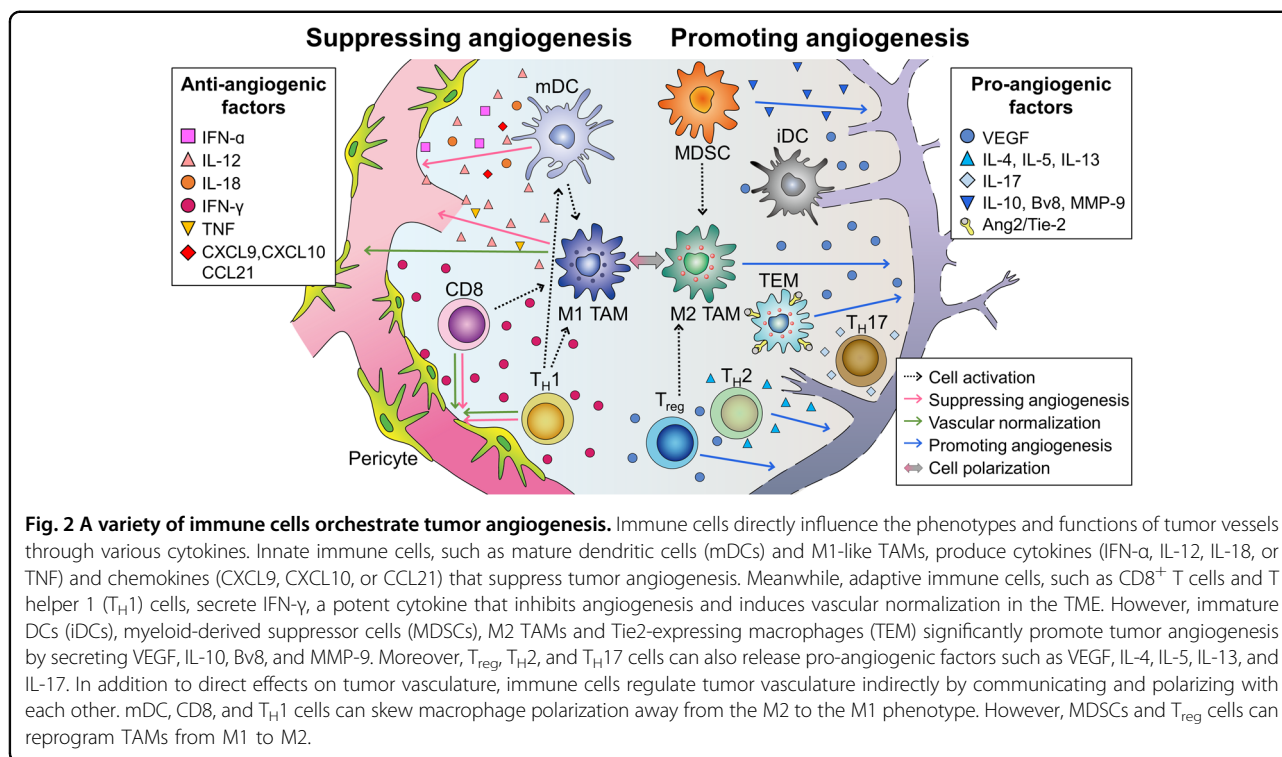 Suppressing angiogenesis
Promoting angiogenesis
Anti-angiogenic
factors
IFN-α
IL-12
IL-18
IFN-γ
TNF
CXCL9,CXCL10
CCL21
mDC
MDSC
iDC
CD8
M1 TAM
M2 TAM
TEM
TH17
TH1
Treg
TH2
Pericyte
Pro-angiogenic
factors
VEGF
IL-4, IL-5, IL-13
IL-17
IL-10, Bv8, MMP-9
Ang2/Tie-2
Cell activation
Suppressing angiogenesis
Vascular normalization
Promoting angiogenesis
Cell polarization
Fig. 2 A variety of immune cells orchestrate tumor angiogenesis. Immune cells directly influence the phenotypes and functions of tumor vessels
through various cytokines. Innate immune cells, such as mature dendritic cells (mDCs) and M1-like TAMs, produce cytokines (IFN-α, IL-12, IL-18, or
TNF) and chemokines (CXCL9, CXCL10, or CCL21) that suppress tumor angiogenesis. Meanwhile, adaptive immune cells, such as CD8+ T cells and T
helper 1 (TH1) cells, secrete IFN-γ, a potent cytokine that inhibits angiogenesis and induces vascular normalization in the TME. However, immature
DCs (iDCs), myeloid-derived suppressor cells (MDSCs), M2 TAMs and Tie2-expressing macrophages (TEM) significantly promote tumor angiogenesis
by secreting VEGF, IL-10, Bv8, and MMP-9. Moreover, Treg, TH2, and TH17 cells can also release pro-angiogenic factors such as VEGF, IL-4, IL-5, IL-13, and
IL-17. In addition to direct effects on tumor vasculature, immune cells regulate tumor vasculature indirectly by communicating and polarizing with
each other. mDC, CD8, and TH1 cells can skew macrophage polarization away from the M2 to the M1 phenotype. However, MDSCs and Treg cells can
reprogram TAMs from M1 to M2.